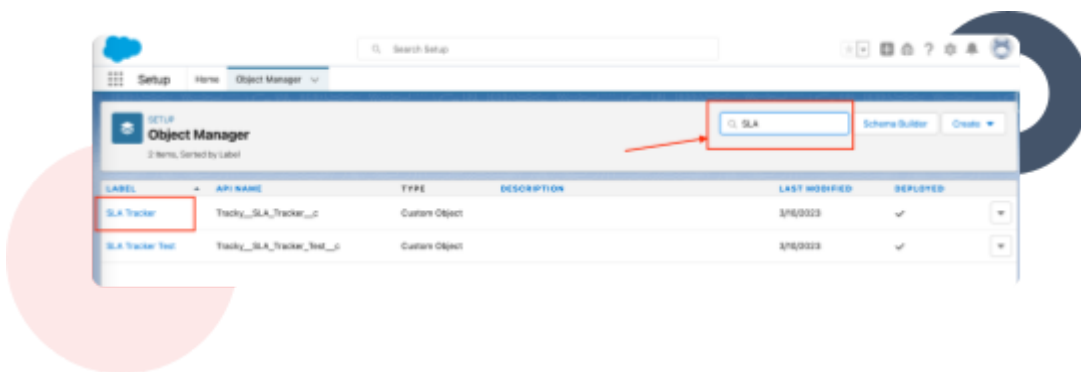 Search Setup
Setup Home Object Manager
SETUP
Object Manager
2 Items, Sorted by Label
SLA
Schema Builder
Create
LABEL API NAME TYPE DESCRIPTION LAST MODIFIED DEPLOYED
SLA Tracker Tracky__SLA_Tracker__c Custom Object 3/16/2023
SLA Tracker Test Tracky__SLA_Tracker_Test__c Custom Object 3/16/2023